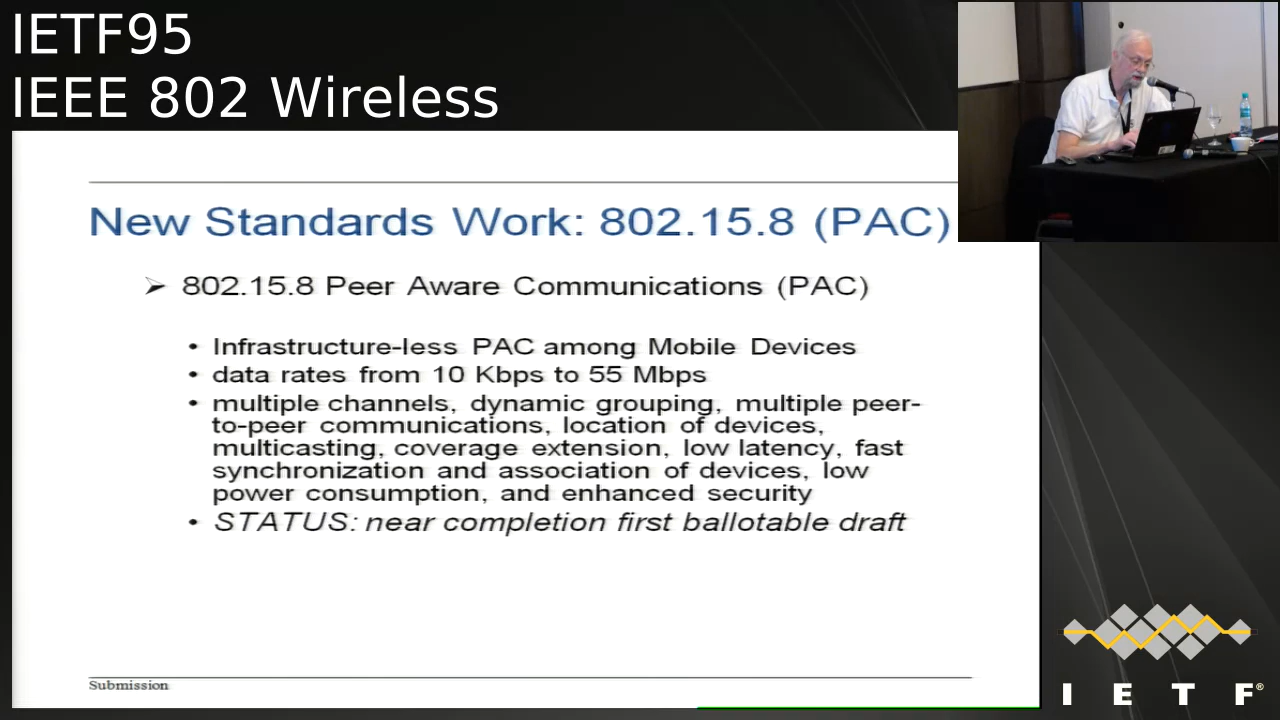 IETF95
IEEE 802 Wireless
New Standards Work: 802.15.8 (PAC)
➢ 802.15.8 Peer Aware Communications (PAC)
• Infrastructure-less PAC among Mobile Devices
• data rates from 10 Kbps to 55 Mbps
• multiple channels, dynamic grouping, multiple peer-
to-peer communications, location of devices,
multicasting, coverage extension, low latency, fast
synchronization and association of devices, low
power consumption, and enhanced security
• STATUS: near completion first ballotable draft
Submission
I E T F®